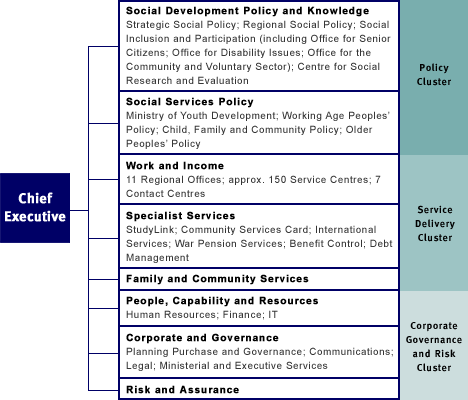 Social Development Policy and Knowledge
Strategic Social Policy; Regional Social Policy; Social
Inclusion and Participation (including Office for Senior
Citizens; Office for Disability Issues; Office for the
Community and Voluntary Sector); Centre for Social
Research and Evaluation
Policy
Cluster
Social Services Policy
Ministry of Youth Development; Working Age Peoples’
Policy; Child, Family and Community Policy; Older
Peoples’ Policy
Chief
Executive
Work and Income
11 Regional Offices; approx. 150 Service Centres; 7
Contact Centres
Service
Delivery
Cluster
Specialist Services
StudyLink; Community Services Card; International
Services; War Pension Services; Benefit Control; Debt
Management
Family and Community Services
People, Capability and Resources
Human Resources; Finance; IT
Corporate
Governance
and Risk
Cluster
Corporate and Governance
Planning Purchase and Governance; Communications;
Legal; Ministerial and Executive Services
Risk and Assurance